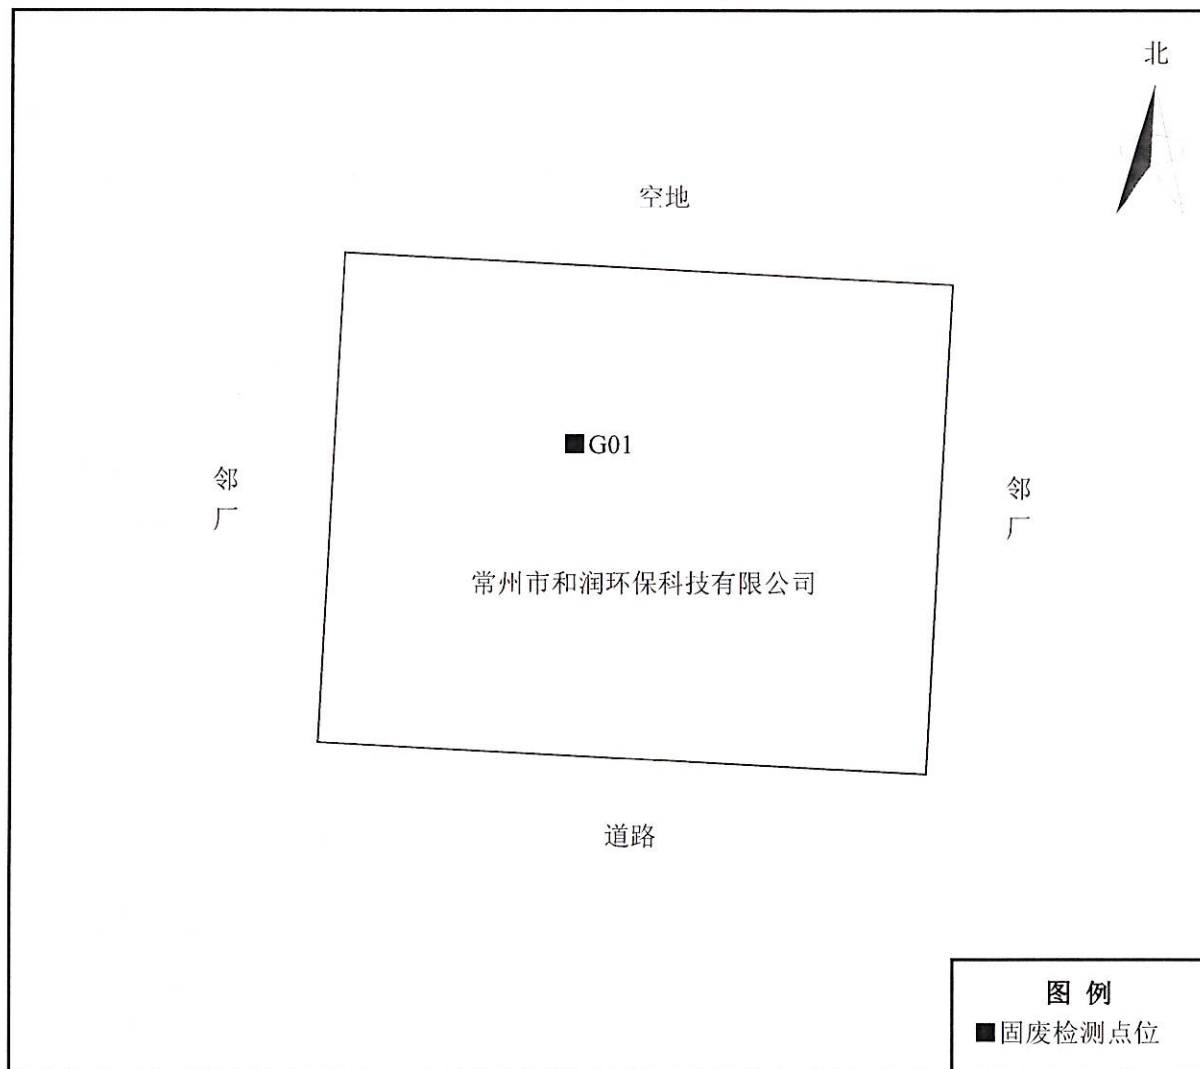 北
空地
■G01
邻
厂
邻
厂
常州市和润环保科技有限公司
道路
图 例
■固废检测点位